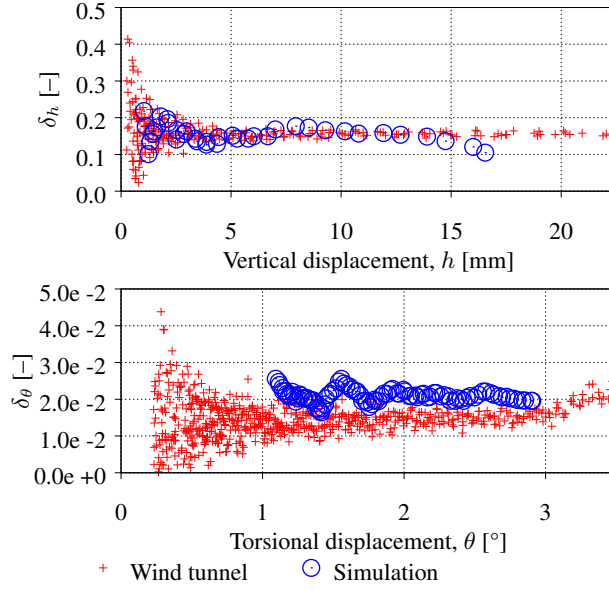 0.5
0.4
0.3
0.2
0.1
0.0
δh [–]
0 5 10 15 20
Vertical displacement, h [mm]
5.0e -2
4.0e -2
3.0e -2
2.0e -2
1.0e -2
0.0e +0
δθ [–]
0 1 2 3
Torsional displacement, θ [°]
Wind tunnel Simulation